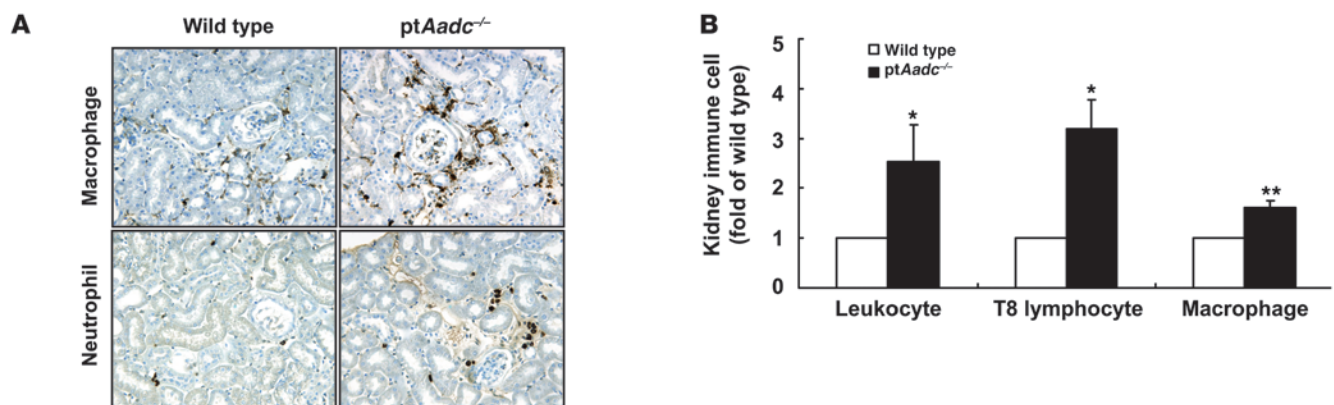 A
Wild type
ptAadc–/–
Macrophage
Neutrophil
B
Kidney immune cell
(fold of wild type)
5
4
3
2
1
0
Wild type
ptAadc–/–
*
*
**
Leukocyte
T8 lymphocyte
Macrophage